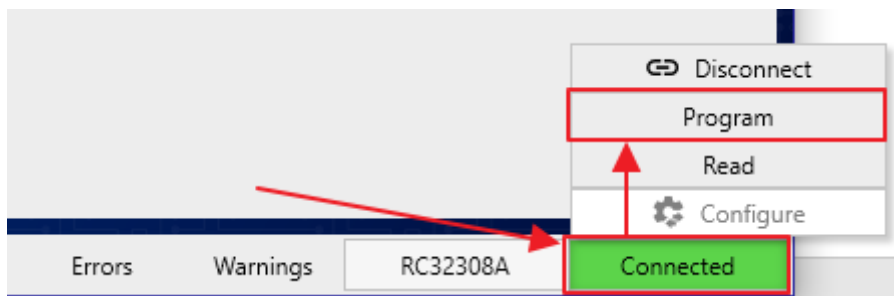 Disconnect
Program
Read
Configure
Errors Warnings RC32308A Connected